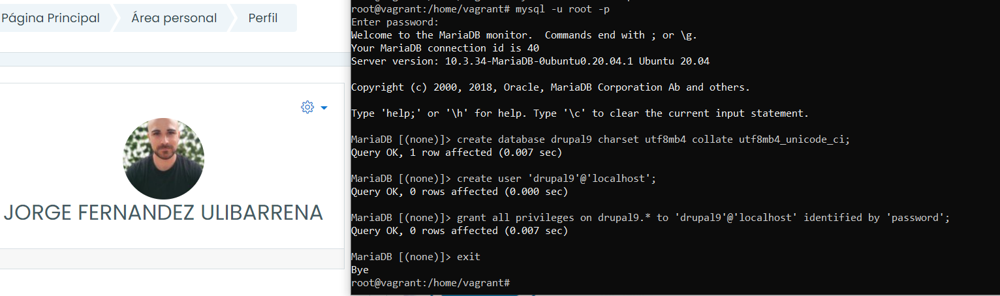 Página Principal
Área personal
Perfil
JORGE FERNANDEZ ULIBARRENA
root@vagrant:/home/vagrant# mysql -u root -p
Enter password:
Welcome to the MariaDB monitor.  Commands end with ; or \g.
Your MariaDB connection id is 40
Server version: 10.3.34-MariaDB-0ubuntu0.20.04.1 Ubuntu 20.04
Copyright (c) 2000, 2018, Oracle, MariaDB Corporation Ab and others.
Type 'help;' or '\h' for help. Type '\c' to clear the current input statement.
MariaDB [(none)]> create database drupal9 charset utf8mb4 collate utf8mb4_unicode_ci;
Query OK, 1 row affected (0.007 sec)
MariaDB [(none)]> create user 'drupal9'@'localhost';
Query OK, 0 rows affected (0.000 sec)
MariaDB [(none)]> grant all privileges on drupal9.* to 'drupal9'@'localhost' identified by 'password';
Query OK, 0 rows affected (0.007 sec)
MariaDB [(none)]> exit
Bye
root@vagrant:/home/vagrant#